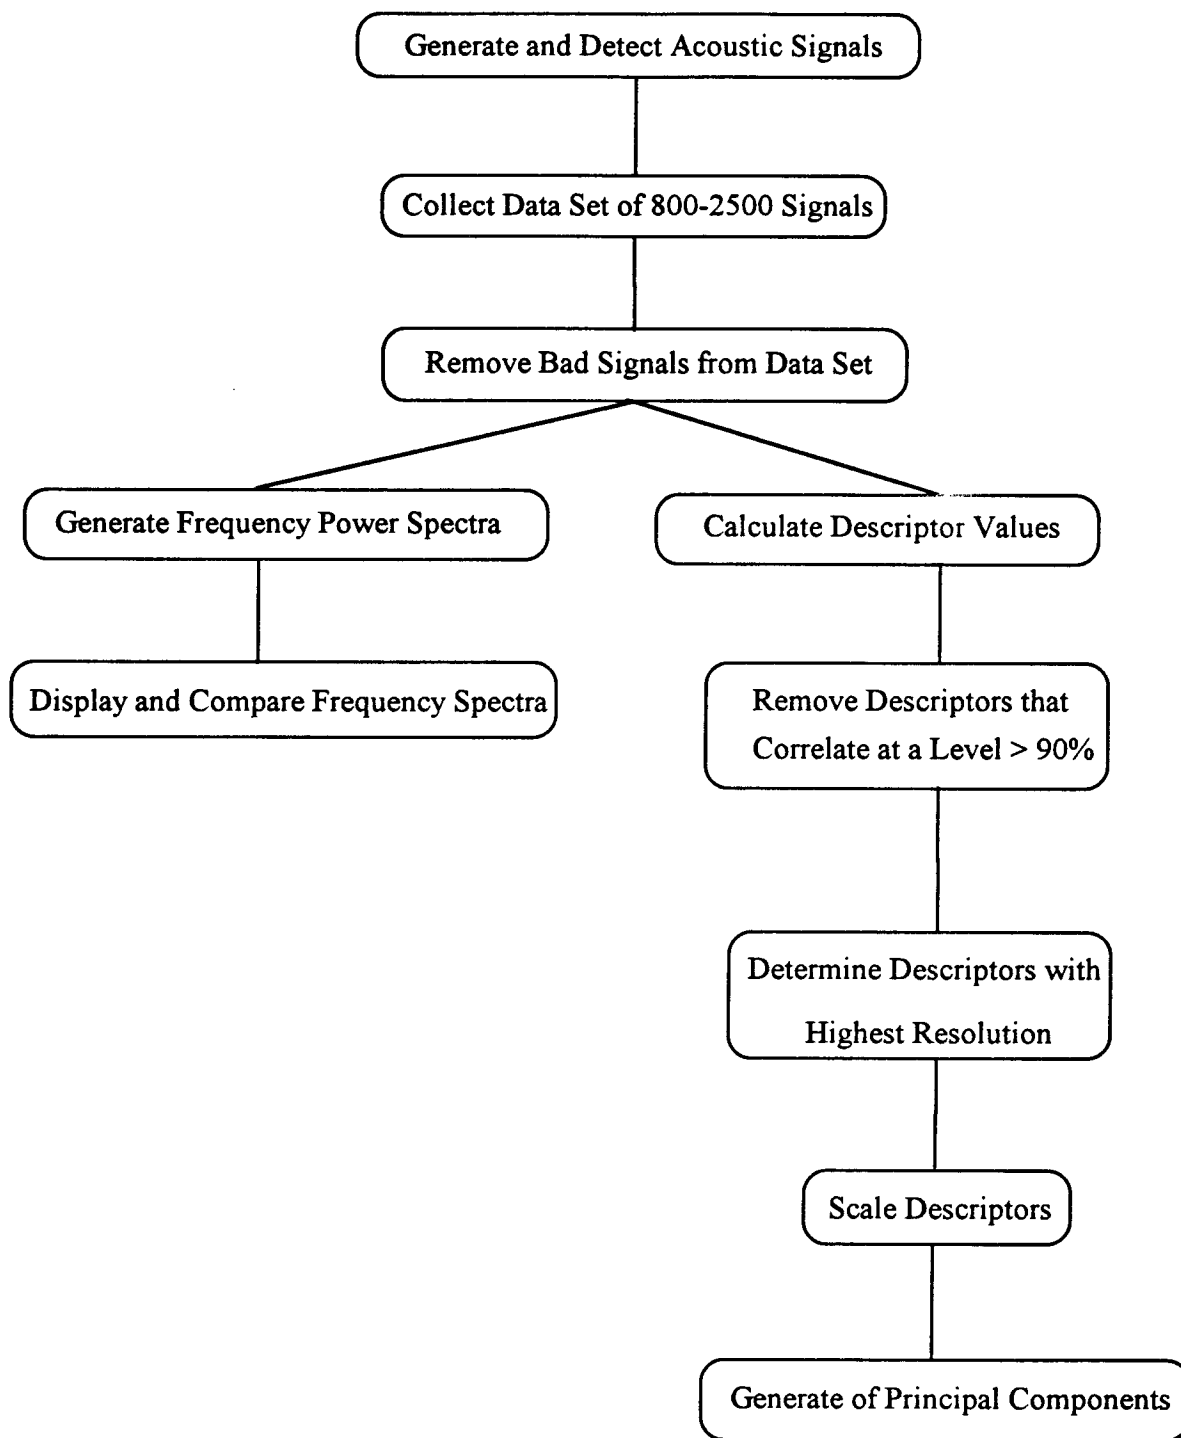 Generate and Detect Acoustic Signals
Collect Data Set of 800-2500 Signals
Remove Bad Signals from Data Set
Generate Frequency Power Spectra
Display and Compare Frequency Spectra
Calculate Descriptor Values
Remove Descriptors that
Correlate at a Level > 90%
Determine Descriptors with
Highest Resolution
Scale Descriptors
Generate of Principal Components